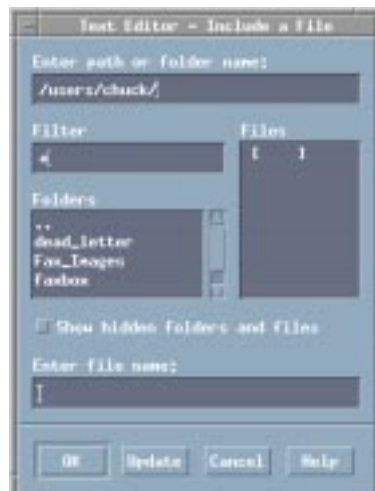 Text Editor - Include a File
Enter path or folder name:
/users/chuck/
Filter
*
Files
[ ]
Folders
..
dead_letter
Fax_Images
faxbox
Show hidden folders and files
Enter file name:
OK
Update
Cancel
Help